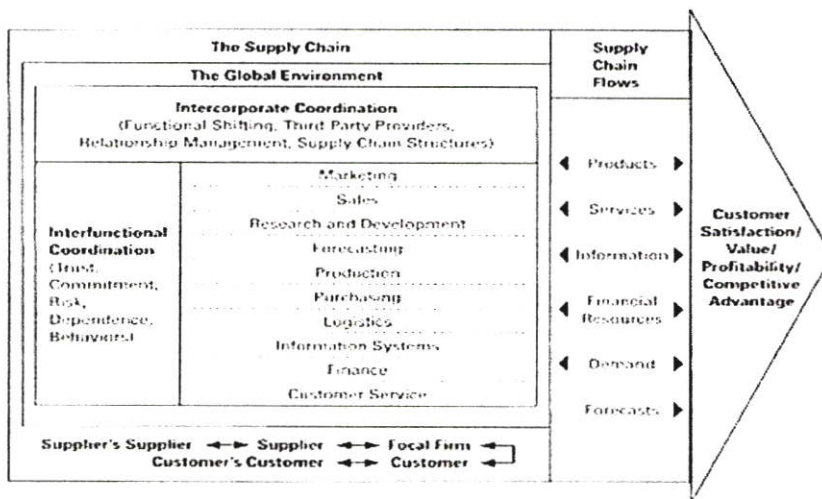 The Supply Chain
The Global Environment
Intercorporate Coordination
(Functional Shifting, Third Party Providers,
Relationship Management, Supply Chain Structures)
Interfunctional
Coordination
(Trust,
Commitment,
Risk,
Dependence,
Behaviors)
Marketing
Sales
Research and Development
Forecasting
Production
Purchasing
Logistics
Information Systems
Finance
Customer Service
Supplier's Supplier Supplier Focal Firm
Customer's Customer Customer
Supply
Chain
Flows
Products
Services
Information
Financial
Resources
Demand
Forecasts
Customer
Satisfaction/
Value/
Profitability/
Competitive
Advantage